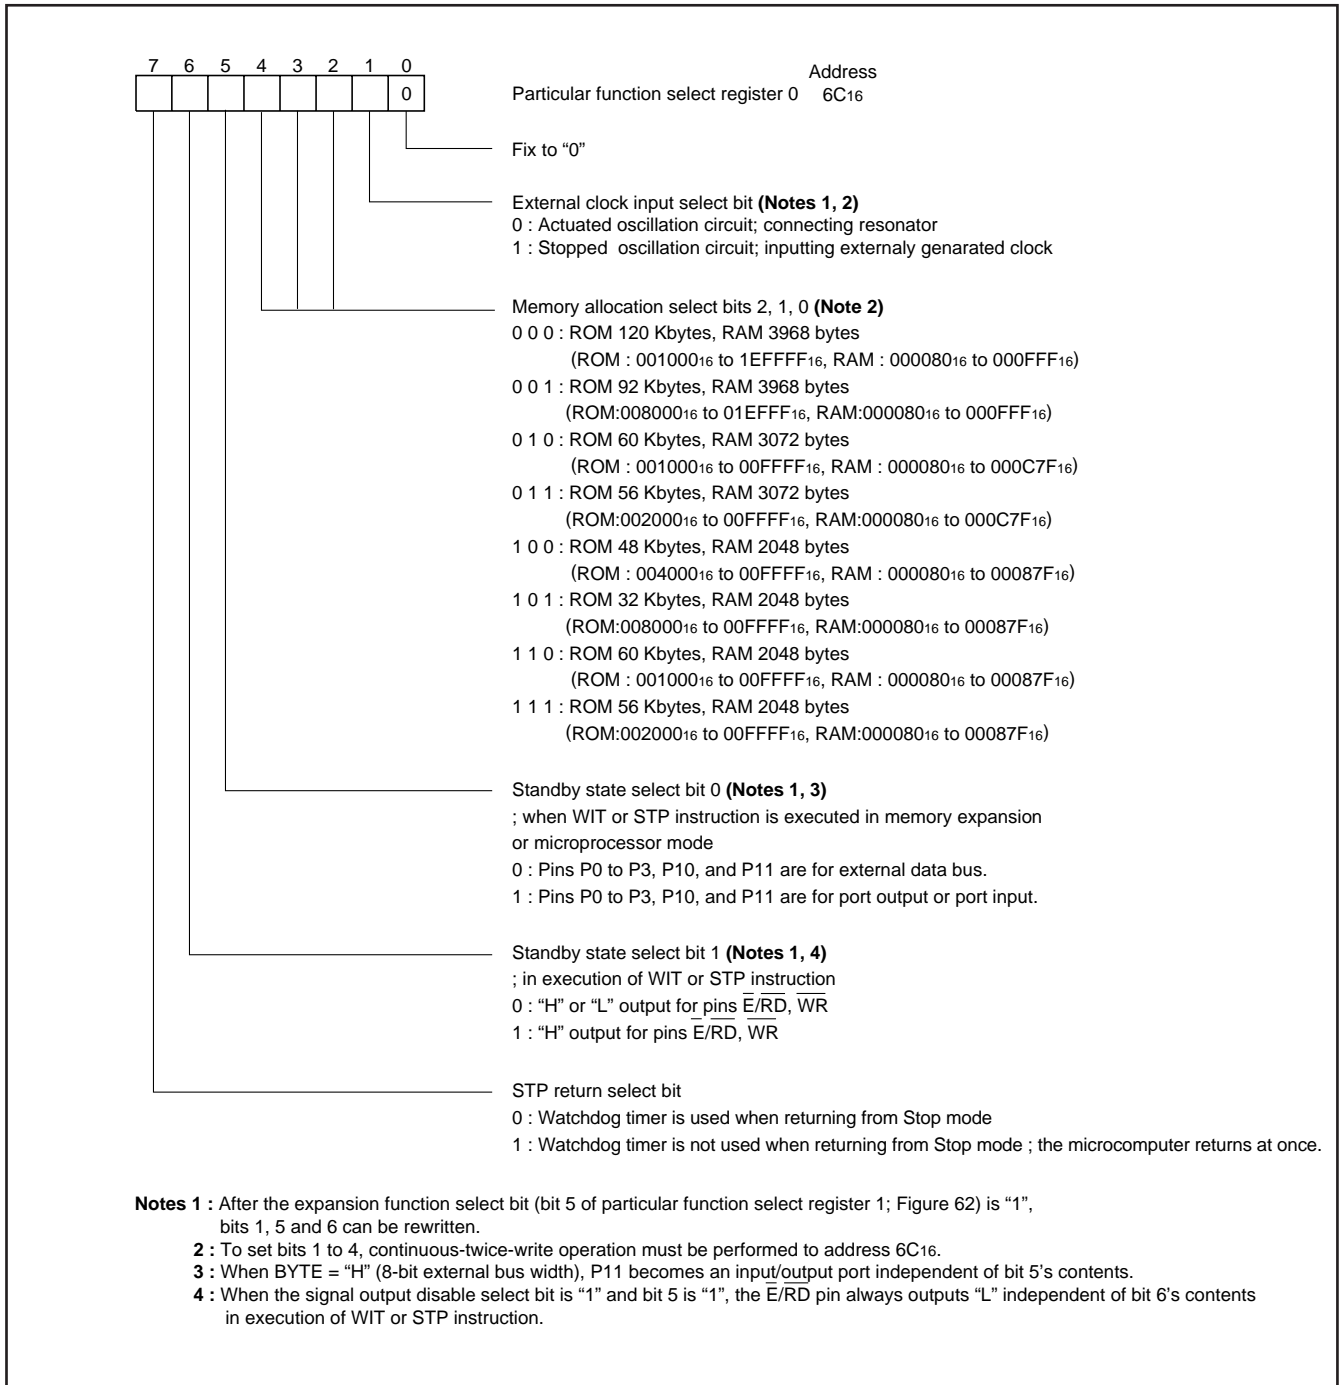 7 6 5 4 3 2 1 0
0
Address
Particular function select register 0 6C16
Fix to “0”
External clock input select bit (Notes 1, 2)
0 : Actuated oscillation circuit; connecting resonator
1 : Stopped oscillation circuit; inputting externaly genarated clock
Memory allocation select bits 2, 1, 0 (Note 2)
0 0 0 : ROM 120 Kbytes, RAM 3968 bytes
(ROM : 00100016 to 1EFFFF16, RAM : 00008016 to 000FFF16)
0 0 1 : ROM 92 Kbytes, RAM 3968 bytes
(ROM:00800016 to 01EFFF16, RAM:00008016 to 000FFF16)
0 1 0 : ROM 60 Kbytes, RAM 3072 bytes
(ROM : 00100016 to 00FFFF16, RAM : 00008016 to 000C7F16)
0 1 1 : ROM 56 Kbytes, RAM 3072 bytes
(ROM:00200016 to 00FFFF16, RAM:00008016 to 000C7F16)
1 0 0 : ROM 48 Kbytes, RAM 2048 bytes
(ROM : 00400016 to 00FFFF16, RAM : 00008016 to 00087F16)
1 0 1 : ROM 32 Kbytes, RAM 2048 bytes
(ROM:00800016 to 00FFFF16, RAM:00008016 to 00087F16)
1 1 0 : ROM 60 Kbytes, RAM 2048 bytes
(ROM : 00100016 to 00FFFF16, RAM : 00008016 to 00087F16)
1 1 1 : ROM 56 Kbytes, RAM 2048 bytes
(ROM:00200016 to 00FFFF16, RAM:00008016 to 00087F16)
Standby state select bit 0 (Notes 1, 3)
; when WIT or STP instruction is executed in memory expansion
or microprocessor mode
0 : Pins P0 to P3, P10, and P11 are for external data bus.
1 : Pins P0 to P3, P10, and P11 are for port output or port input.
Standby state select bit 1 (Notes 1, 4)
; in execution of WIT or STP instruction
0 : “H” or “L” output for pins E̅/R̅D̅, W̅R̅
1 : “H” output for pins E̅/R̅D̅, W̅R̅
STP return select bit
0 : Watchdog timer is used when returning from Stop mode
1 : Watchdog timer is not used when returning from Stop mode ; the microcomputer returns at once.
Notes 1 : After the expansion function select bit (bit 5 of particular function select register 1; Figure 62) is “1”,
bits 1, 5 and 6 can be rewritten.
2 : To set bits 1 to 4, continuous-twice-write operation must be performed to address 6C16.
3 : When BYTE = “H” (8-bit external bus width), P11 becomes an input/output port independent of bit 5’s contents.
4 : When the signal output disable select bit is “1” and bit 5 is “1”, the E̅/R̅D̅ pin always outputs “L” independent of bit 6’s contents
in execution of WIT or STP instruction.